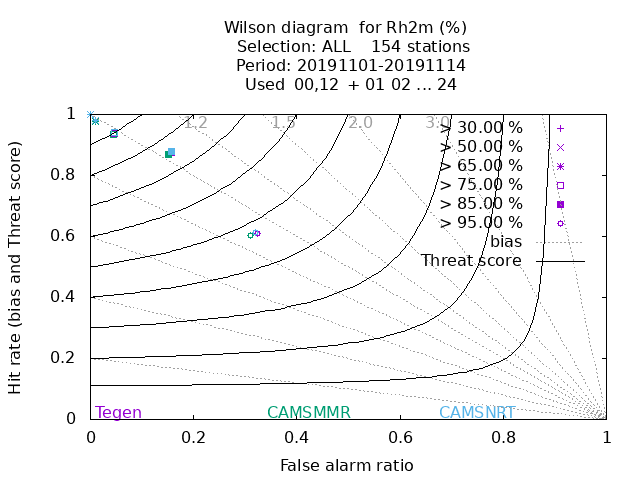 Wilson diagram  for Rh2m (%)
Selection: ALL    154 stations
Period: 20191101-20191114
Used  00,12  + 01 02 ... 24
Hit rate (bias and Threat score)
1
0.8
0.6
0.4
0.2
0
1.2
1.5
2.0
3.0
> 30.00 %
> 50.00 %
> 65.00 %
> 75.00 %
> 85.00 %
> 95.00 %
bias
Threat score
Tegen
CAMSMMR
CAMSNRT
0
0.2
0.4
0.6
0.8
1
False alarm ratio